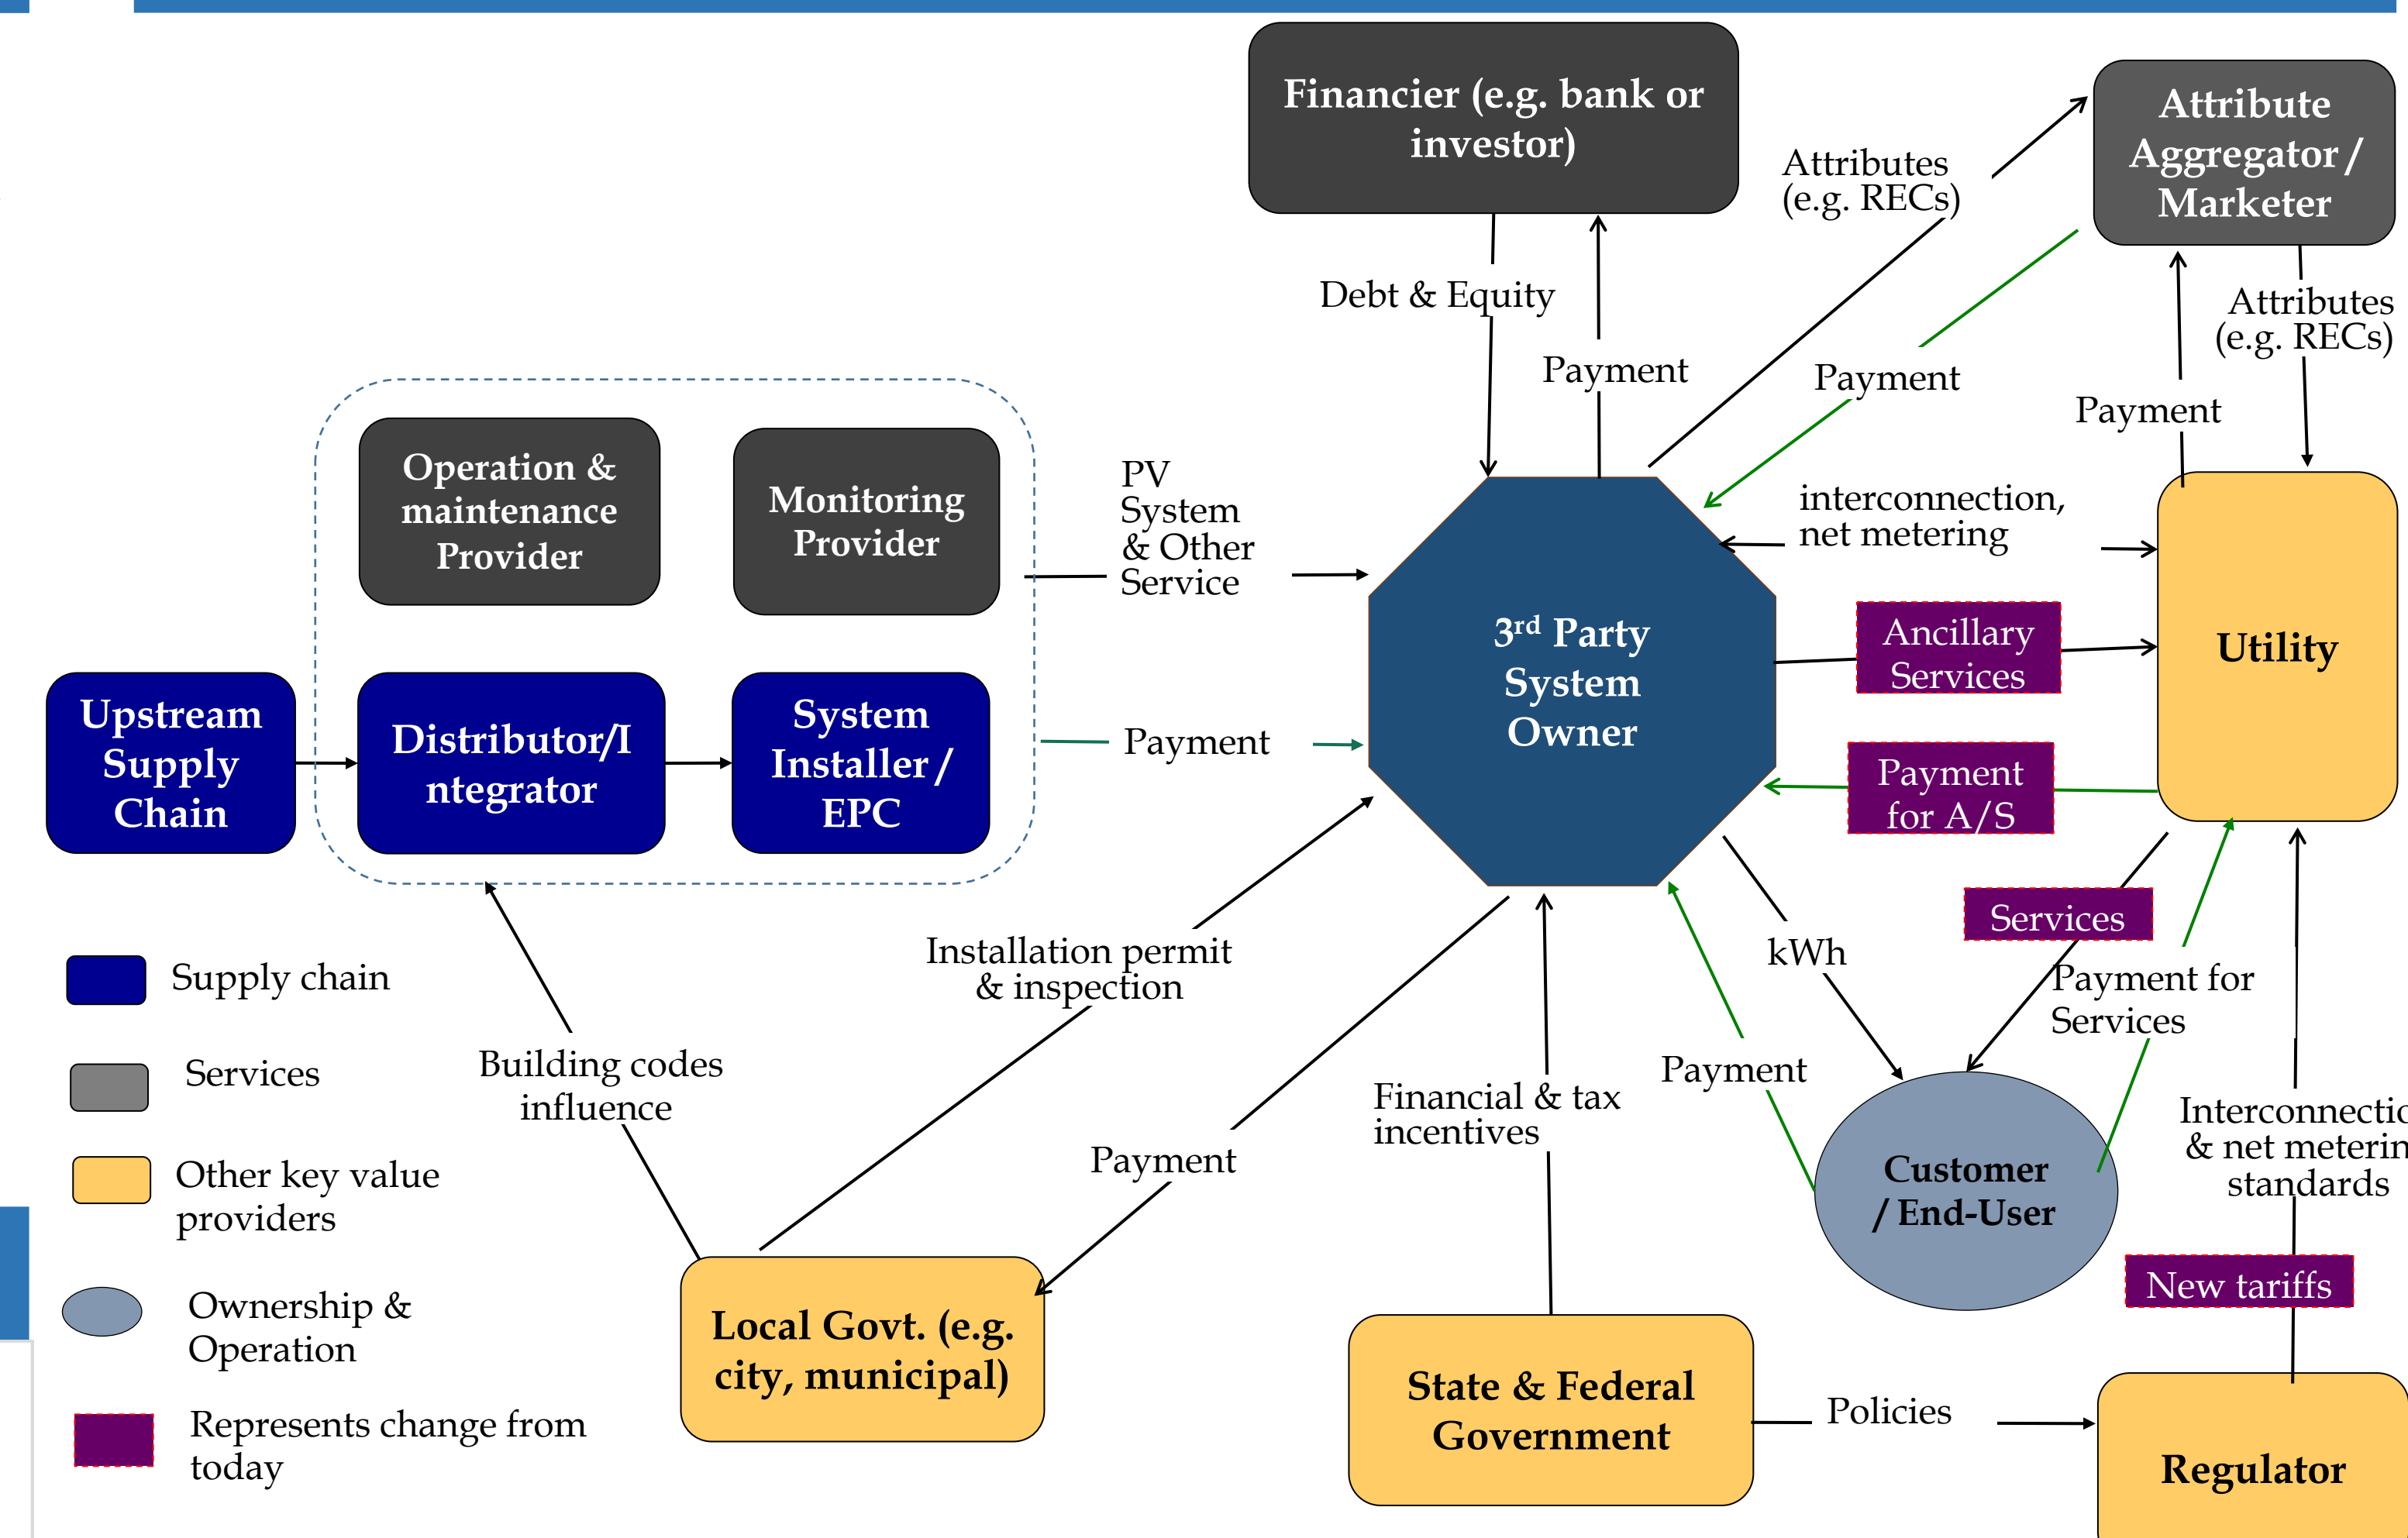 Financier (e.g. bank or
investor)
Attribute
Aggregator /
Marketer
Attributes
(e.g. RECs)
Debt & Equity
Payment
Payment
Attributes
(e.g. RECs)
Payment
Operation &
maintenance
Provider
Monitoring
Provider
PV
System
& Other
Service
interconnection,
net metering
3rd Party
System
Owner
Ancillary
Services
Utility
Upstream
Supply
Chain
Distributor/I
ntegrator
System
Installer /
EPC
Payment
Payment
for A/S
Services
kWh
Payment for
Services
Installation permit
& inspection
Building codes
influence
Payment
Financial & tax
incentives
Payment
Customer
/ End-User
Interconnectio
& net meterin
standards
New tariffs
Local Govt. (e.g.
city, municipal)
State & Federal
Government
Policies
Regulator
Supply chain
Services
Other key value
providers
Ownership &
Operation
Represents change from
today